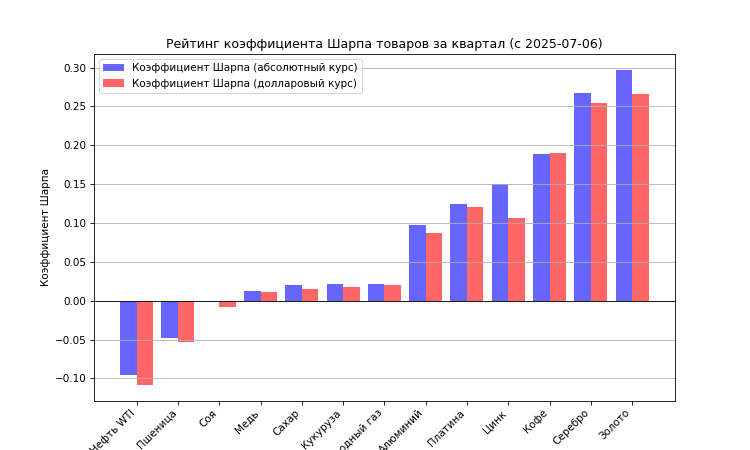 Рейтинг коэффициента Шарпа товаров за квартал (с 2025-07-06)
Коэффициент Шарпа (абсолютный курс)
Коэффициент Шарпа (долларовый курс)
Коэффициент Шарпа
0.30
0.25
0.20
0.15
0.10
0.05
0.00
−0.05
−0.10
Нефть WTI
Пшеница
Соя
Медь
Сахар
Кукуруза
газ
Алюминий
Платина
Цинк
Кофе
Серебро
Золото